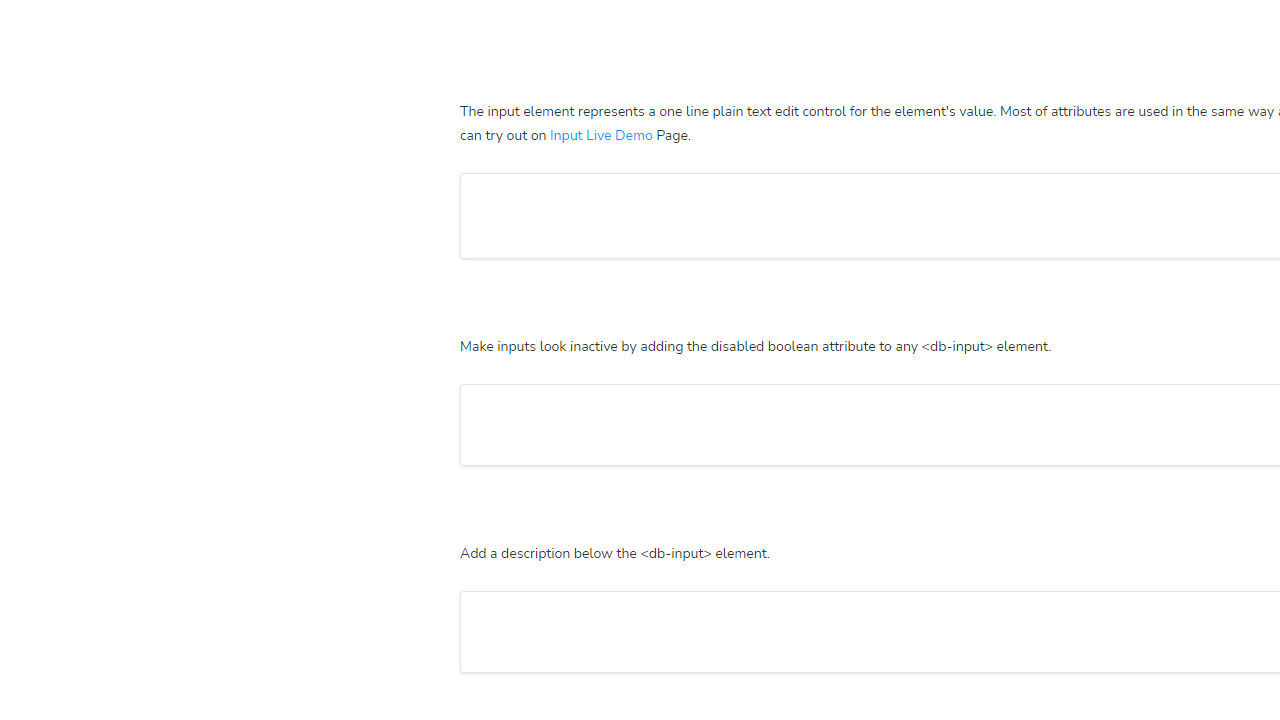 The input element represents a one line plain text edit control for the element's value. Most of attributes are used in the same way
can try out on Input Live Demo Page.
Make inputs look inactive by adding the disabled boolean attribute to any <db-input> element.
Add a description below the <db-input> element.